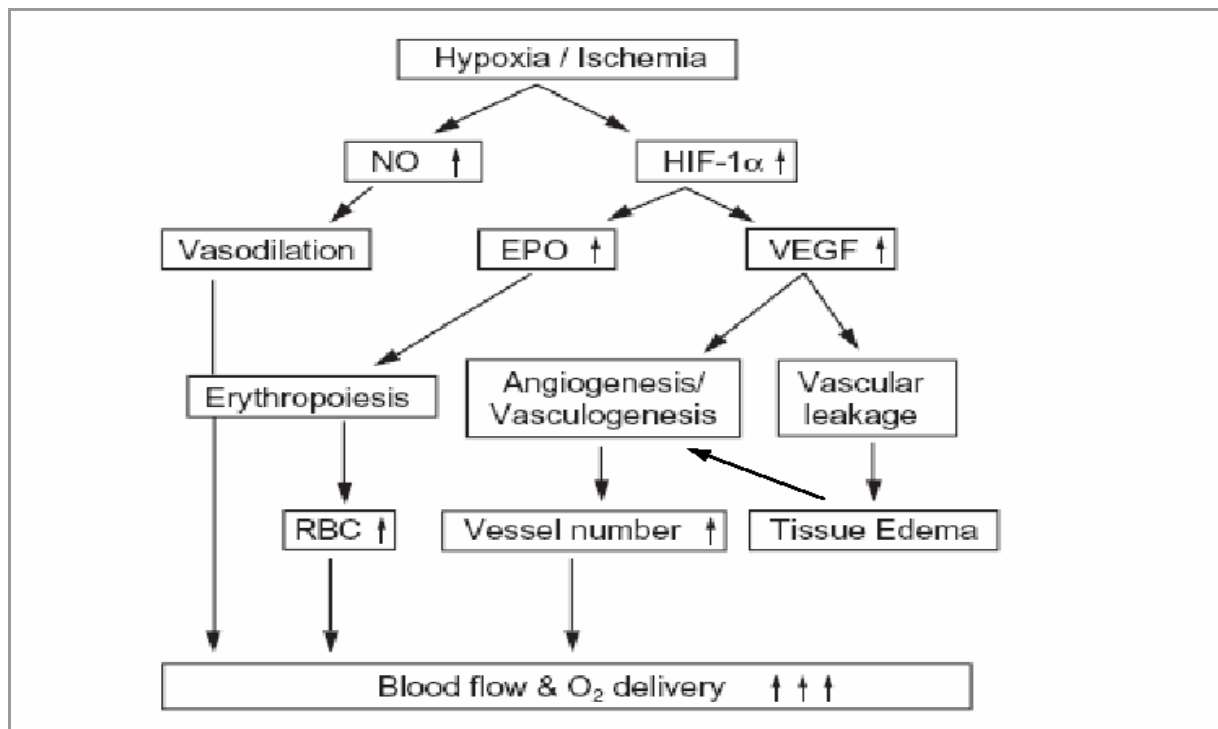 Hypoxia / Ischemia
NO ↑
HIF-1α ↑
Vasodilation
EPO ↑
VEGF ↑
Erythropoiesis
Angiogenesis/
Vasculogenesis
Vascular
leakage
RBC ↑
Vessel number ↑
Tissue Edema
Blood flow & O₂ delivery ↑ ↑ ↑